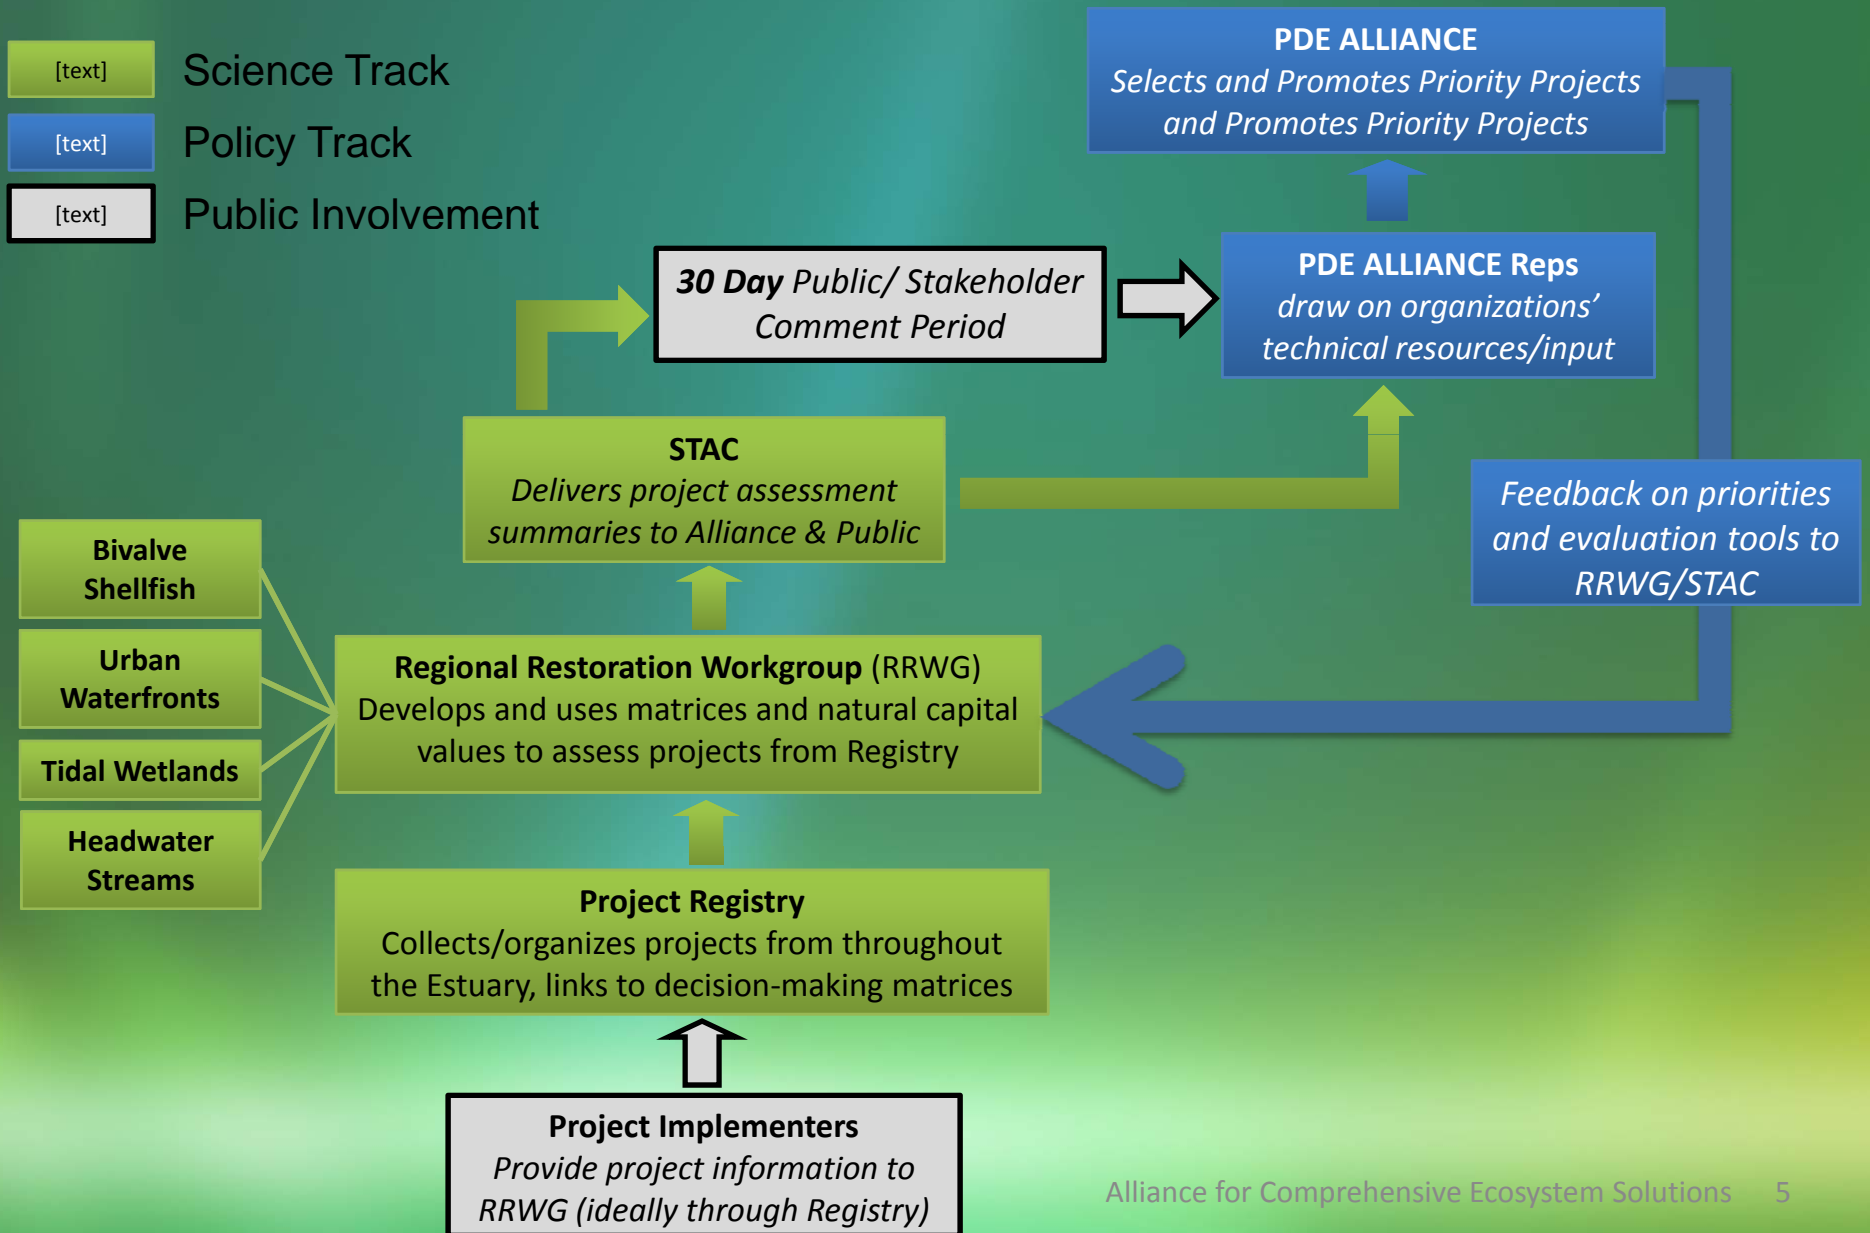 [text]
Science Track
[text]
Policy Track
[text]
Public Involvement
PDE ALLIANCE
Selects and Promotes Priority Projects
and Promotes Priority Projects
30 Day Public/ Stakeholder
Comment Period
PDE ALLIANCE Reps
draw on organizations’
technical resources/input
STAC
Delivers project assessment
summaries to Alliance & Public
Feedback on priorities
and evaluation tools to
RRWG/STAC
Bivalve
Shellfish
Urban
Waterfronts
Tidal Wetlands
Headwater
Streams
Regional Restoration Workgroup (RRWG)
Develops and uses matrices and natural capital
values to assess projects from Registry
Project Registry
Collects/organizes projects from throughout
the Estuary, links to decision-making matrices
Project Implementers
Provide project information to
RRWG (ideally through Registry)
Alliance for Comprehensive Ecosystem Solutions 5